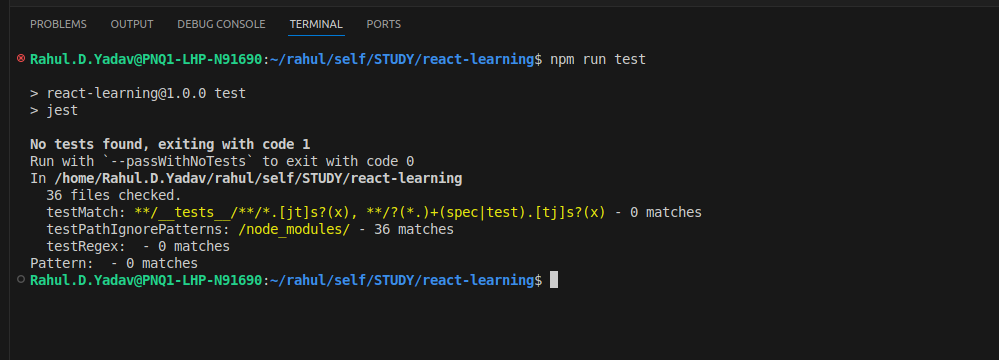 PROBLEMS OUTPUT DEBUG CONSOLE TERMINAL PORTS
Rahul.D.Yadav@PNQ1-LHP-N91690:~/rahul/self/STUDY/react-learning$ npm run test
> react-learning@1.0.0 test
> jest
No tests found, exiting with code 1
Run with `--passWithNoTests` to exit with code 0
In /home/Rahul.D.Yadav/rahul/self/STUDY/react-learning
  36 files checked.
  testMatch: **/__tests__/**/*.[jt]s?(x), **/?(*.)+(spec|test).[tj]s?(x) - 0 matches
  testPathIgnorePatterns: /node_modules/ - 36 matches
  testRegex:  - 0 matches
Pattern:  - 0 matches
Rahul.D.Yadav@PNQ1-LHP-N91690:~/rahul/self/STUDY/react-learning$